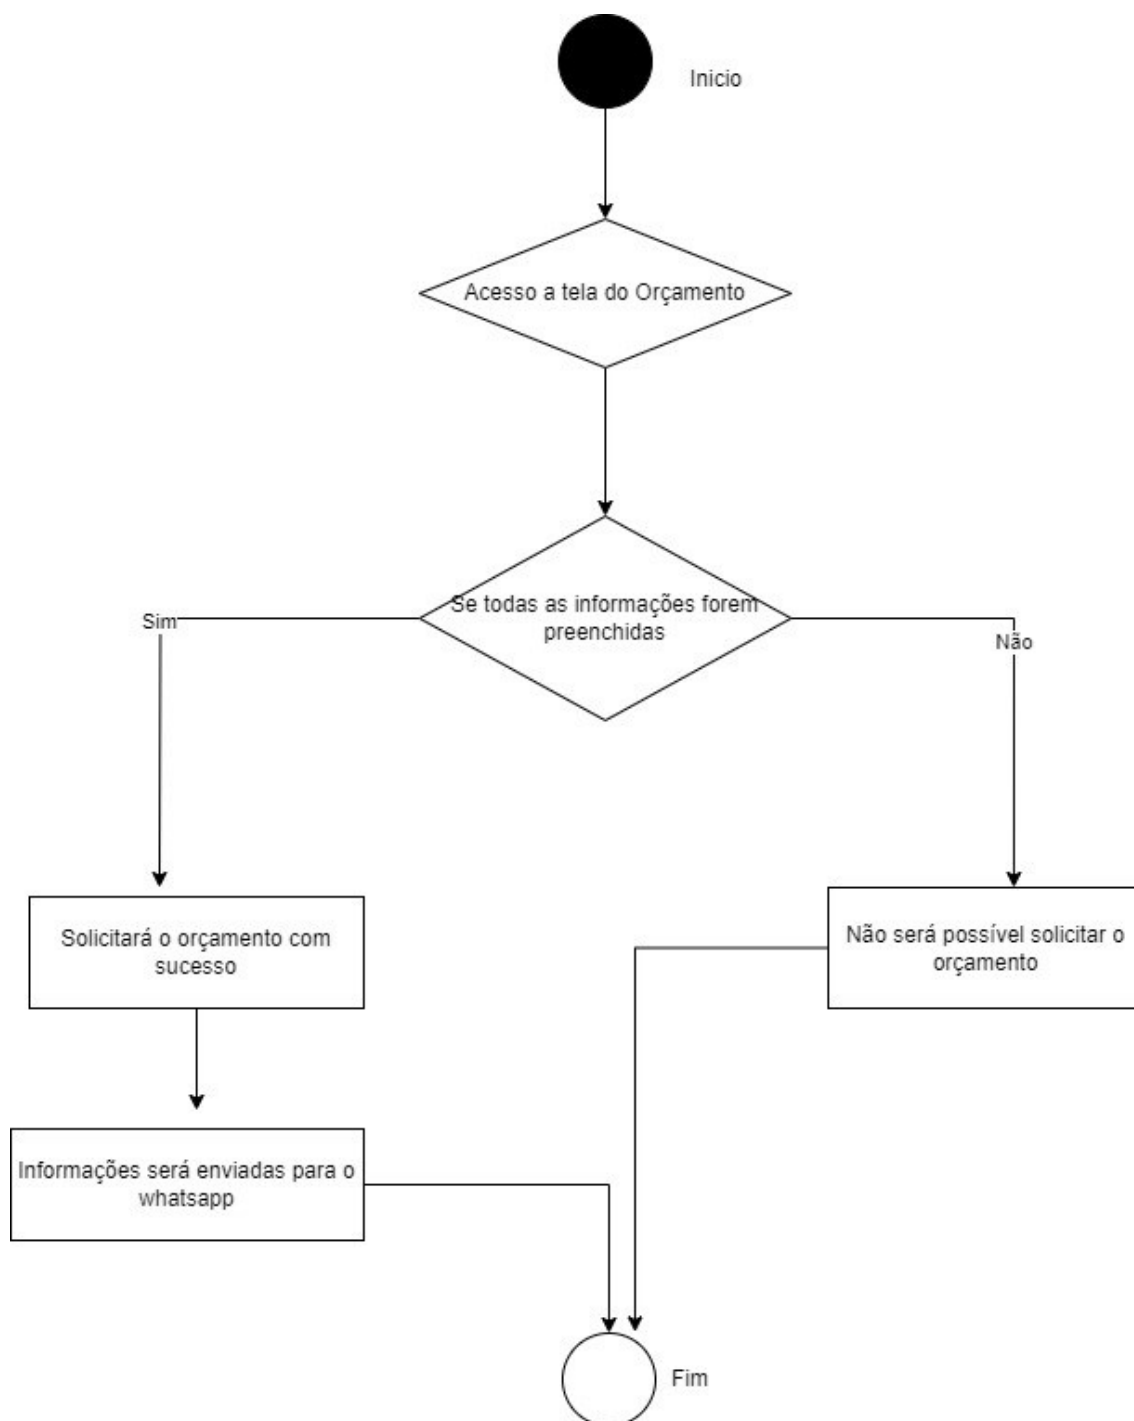 Inicio
Acesso a tela do Orçamento
Se todas as informações forem
preenchidas
Sim
Não
Solicitará o orçamento com
sucesso
Não será possível solicitar o
orçamento
Informações será enviadas para o
whatsapp
Fim